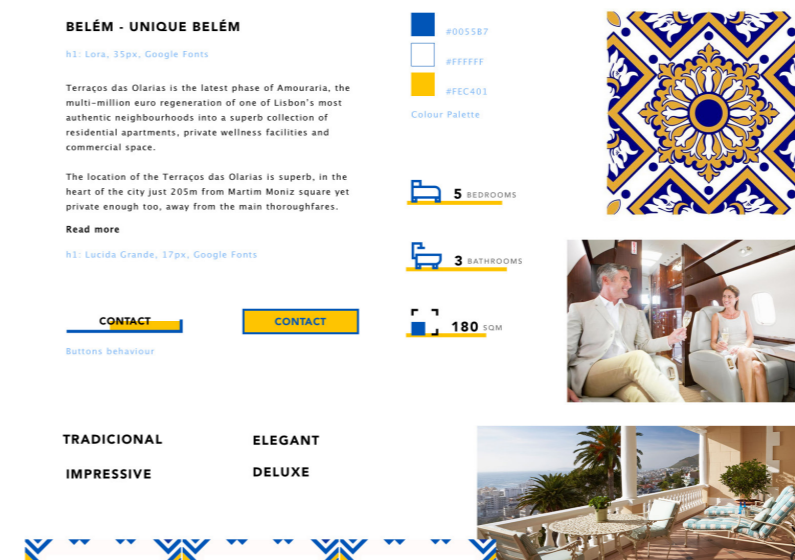 BELÉM - UNIQUE BELÉM
h1: Lora, 35px, Google Fonts
Terraços das Olarias is the latest phase of Amouraria, the
multi-million euro regeneration of one of Lisbon's most
authentic neighbourhoods into a superb collection of
residential apartments, private wellness facilities and
commercial space.
The location of the Terraços das Olarias is superb, in the
heart of the city just 205m from Martim Moniz square yet
private enough too, away from the main thoroughfares.
Read more
h1: Lucida Grande, 17px, Google Fonts
CONTACT
CONTACT
Buttons behaviour
#0055B7
#FFFFFF
#FEC401
Colour Palette
5 BEDROOMS
3 BATHROOMS
180 SQM
TRADICIONAL
ELEGANT
IMPRESSIVE
DELUXE